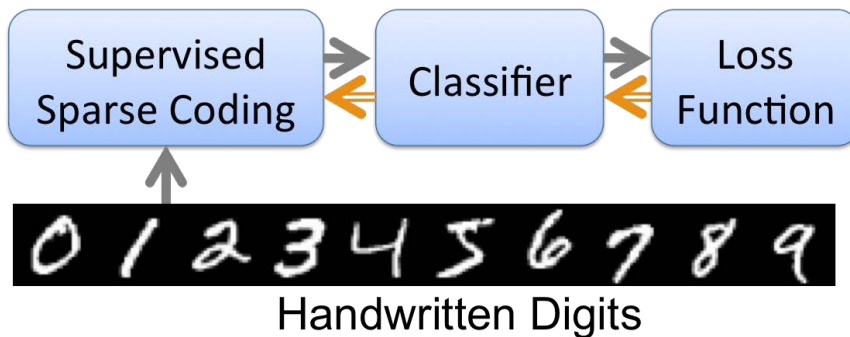 Supervised
Sparse Coding
Classifier
Loss
Function
0 1 2 3 4 5 6 7 8 9
Handwritten Digits